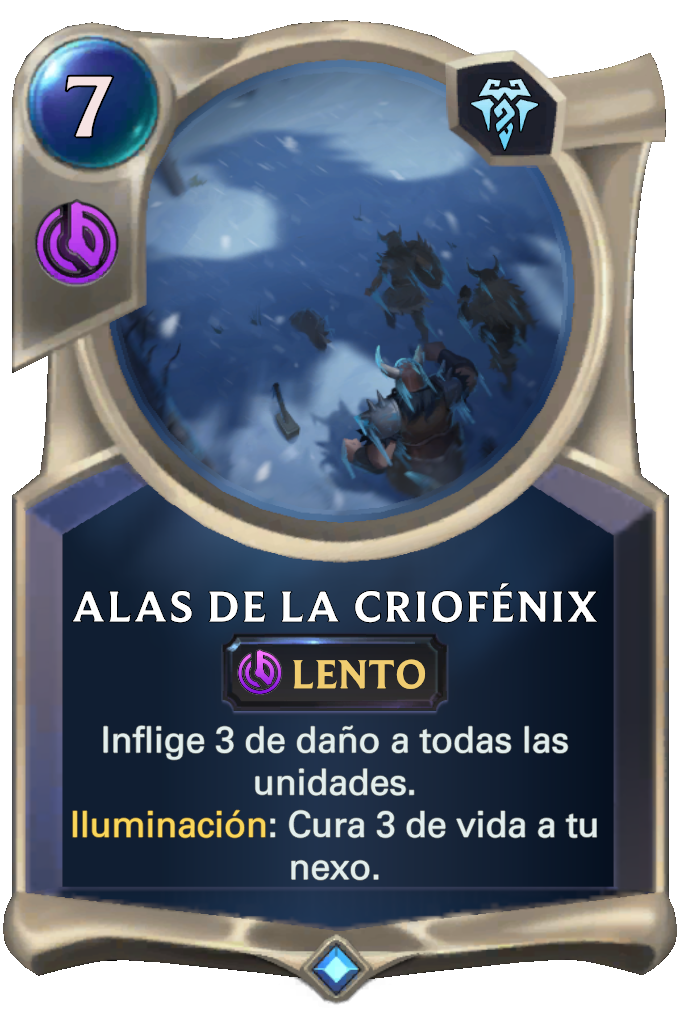 7
ALAS DE LA CRIOFÉNIX
LENTO
Inflige 3 de daño a todas las
unidades.
Iluminación: Cura 3 de vida a tu
nexo.